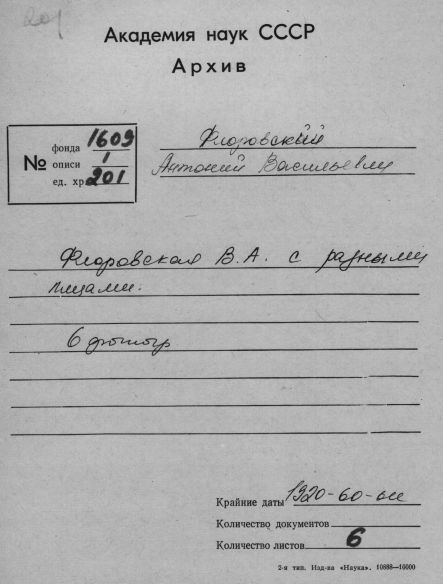 201
Академия наук СССР
Архив
№
фонда 1609
описи 1
ед. хр. 201
Флоровский
Антоний Васильевич
Флоровская В.А. с разными
лицами.
6 фотогр
Крайние даты 1920-60-ые
Количество документов
Количество листов 6
2-я тип. Изд-ва «Наука». 10888—10000